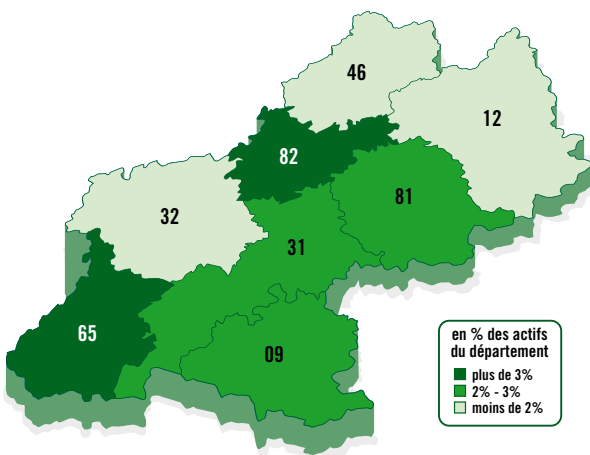 46
12
82
81
32
31
65
09
en % des actifs
du département
plus de 3%
2% - 3%
moins de 2%